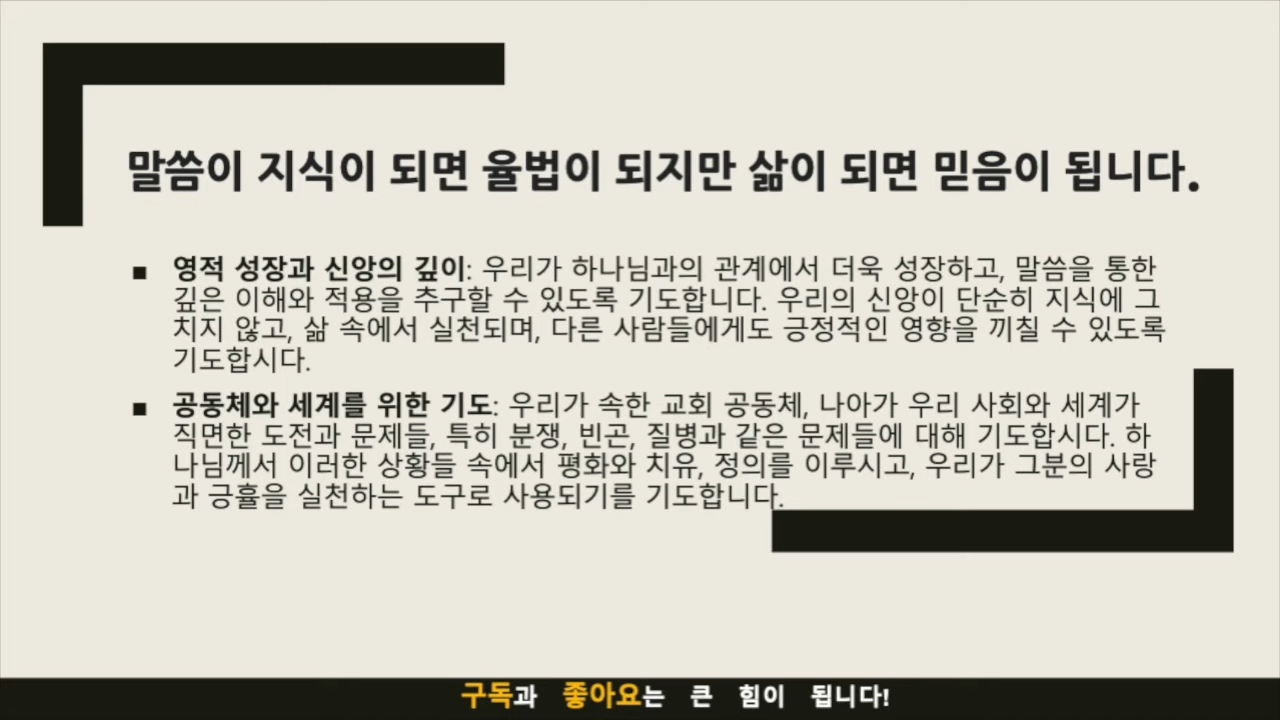 말씀이 지식이 되면 율법이 되지만 삶이 되면 믿음이 됩니다.
■ 영적 성장과 신앙의 깊이: 우리가 하나님과의 관계에서 더욱 성장하고, 말씀을 통한
깊은 이해와 적용을 추구할 수 있도록 기도합니다. 우리의 신앙이 단순히 지식에 그
치지 않고, 삶 속에서 실천되며, 다른 사람들에게도 긍정적인 영향을 끼칠 수 있도록
기도합시다.
■ 공동체와 세계를 위한 기도: 우리가 속한 교회 공동체, 나아가 우리 사회와 세계가
직면한 도전과 문제들, 특히 분쟁, 빈곤, 질병과 같은 문제들에 대해 기도합시다. 하
나님께서 이러한 상황들 속에서 평화와 치유, 정의를 이루시고, 우리가 그분의 사랑
과 긍휼을 실천하는 도구로 사용되기를 기도합니다.
구독과 좋아요는 큰 힘이 됩니다!